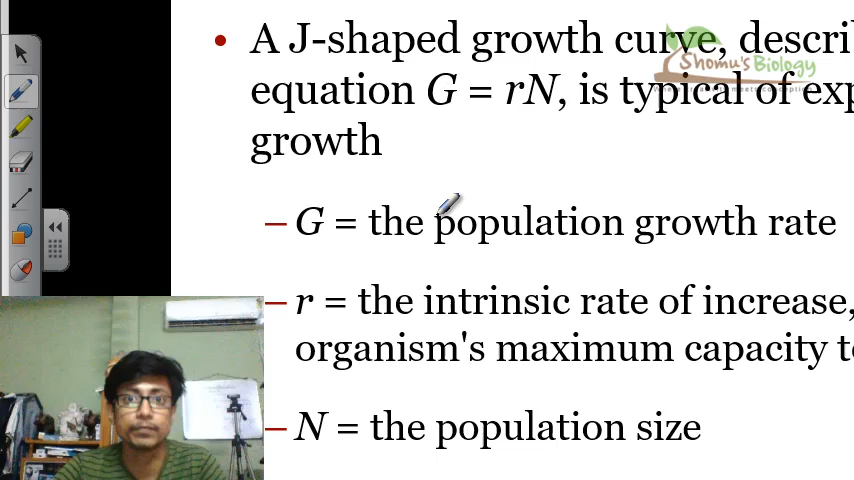 • A J-shaped growth curve, descri
equation G = rN, is typical of exp
growth
– G = the population growth rate
– r = the intrinsic rate of increase,
organism's maximum capacity to
– N = the population size
Shomu's Biology